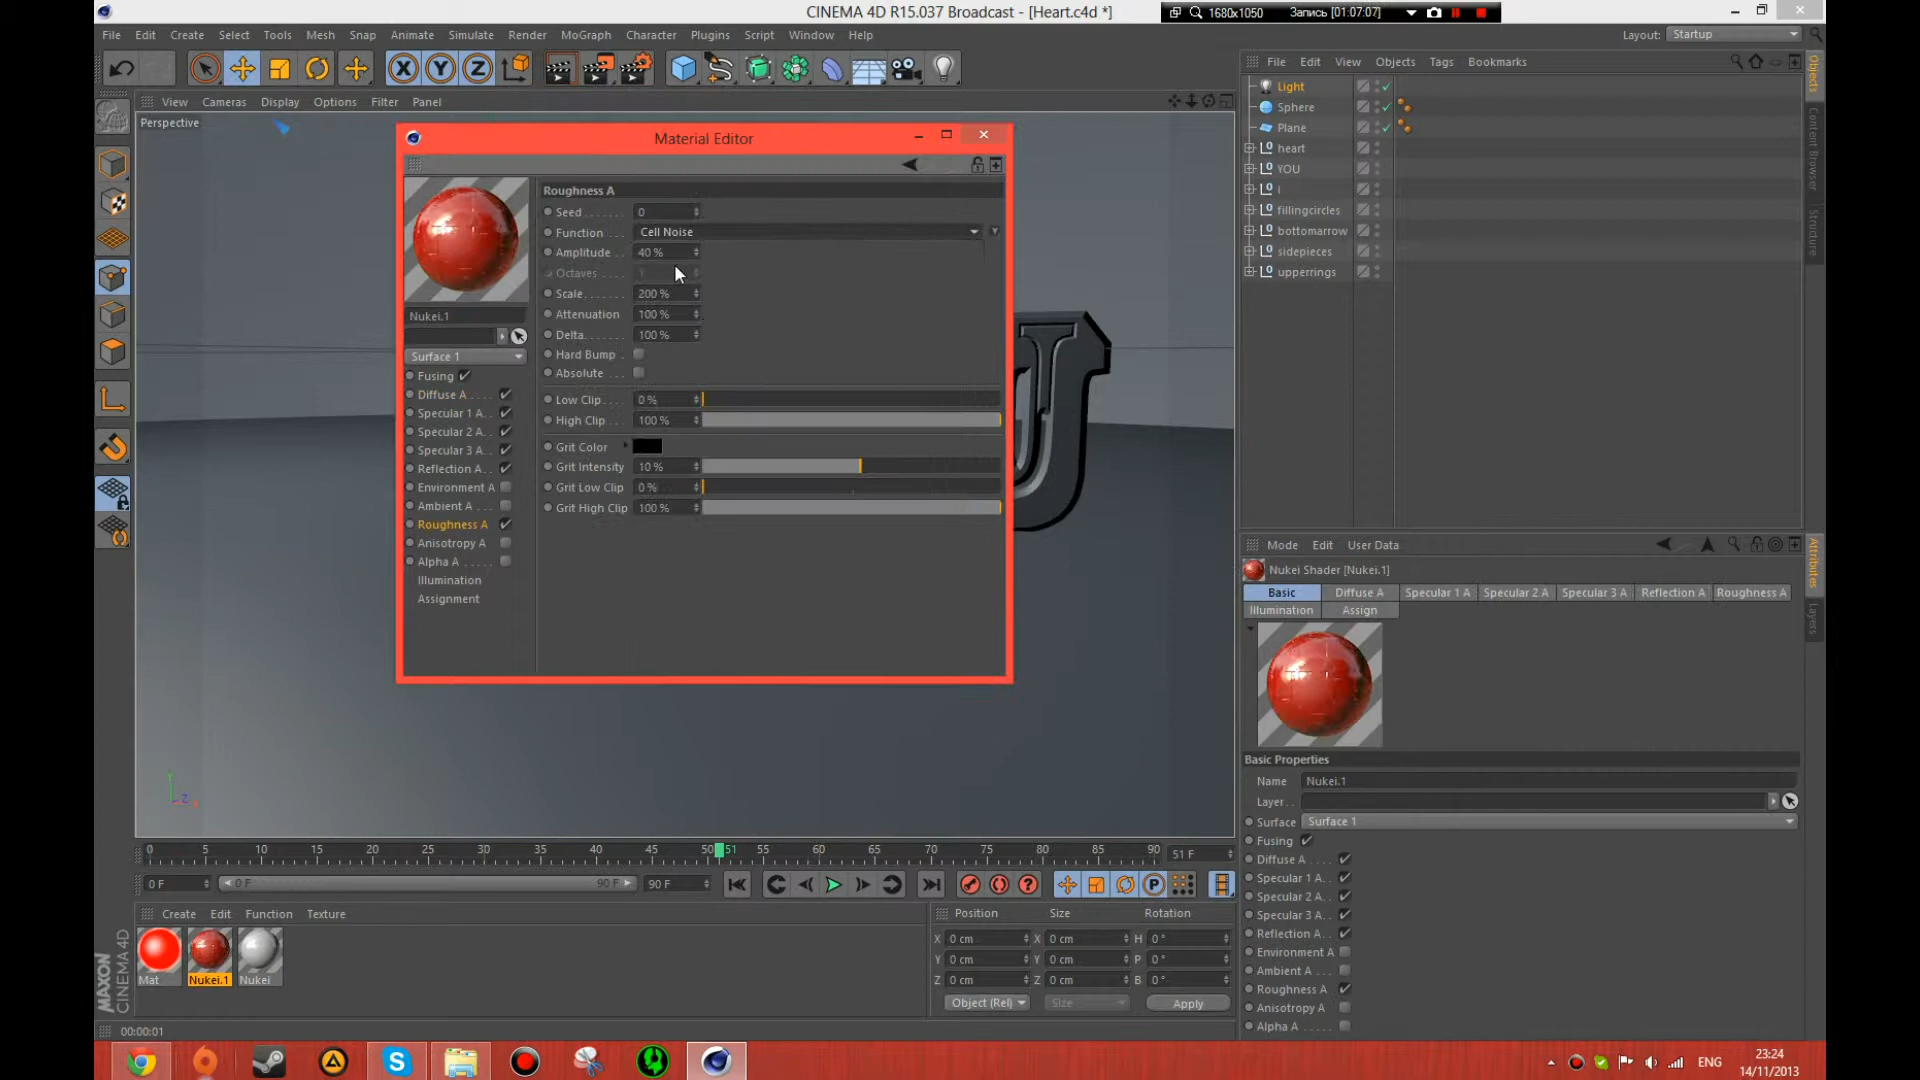 CINEMA 4D R15.037 Broadcast - [Heart.c4d *]
1680x1050
Запись [01:07:07]
File Edit Create Select Tools Mesh Snap Animate Simulate Render MoGraph Character Plugins Script Window Help
Layout: Startup
View Cameras Display Options Filter Panel
Perspective
Material Editor
Roughness A
Seed 0
Function Cell Noise
Amplitude 40 %
Octaves
Scale 200 %
Attenuation 100 %
Delta 100 %
Hard Bump
Absolute
Low Clip 0 %
High Clip 100 %
Grit Color
Grit Intensity 10 %
Grit Low Clip 0 %
Grit High Clip 100 %
Nukei.1
Surface 1
Fusing
Diffuse A
Specular 1 A
Specular 2 A
Specular 3 A
Reflection A
Environment A
Ambient A
Roughness A
Anisotropy A
Alpha A
Illumination
Assignment
File Edit View Objects Tags Bookmarks
Light
Sphere
Plane
heart
YOU
i
fillingcircles
bottomarrow
sidepieces
upperrings
Objects
Content Browser
Structure
Mode Edit User Data
Nukei Shader [Nukei.1]
Basic Diffuse A Specular 1 A Specular 2 A Specular 3 A Reflection A Roughness A
Illumination Assign
Basic Properties
Name Nukei.1
Layer
Surface Surface 1
Fusing
Diffuse A
Specular 1 A
Specular 2 A
Specular 3 A
Reflection A
Environment A
Ambient A
Roughness A
Anisotropy A
Alpha A
Attributes
Layers
0 5 10 15 20 25 30 35 40 45 50 51 55 60 65 70 75 80 85 90 51 F
0 F 0 F 90 F 90 F
Create Edit Function Texture
Mat Nukei.1 Nukei
Position Size Rotation
X 0 cm X 0 cm H 0 °
Y 0 cm Y 0 cm P 0 °
Z 0 cm Z 0 cm B 0 °
Object (Rel) Size Apply
MAXON CINEMA 4D
00:00:01
ENG
23:24
14/11/2013